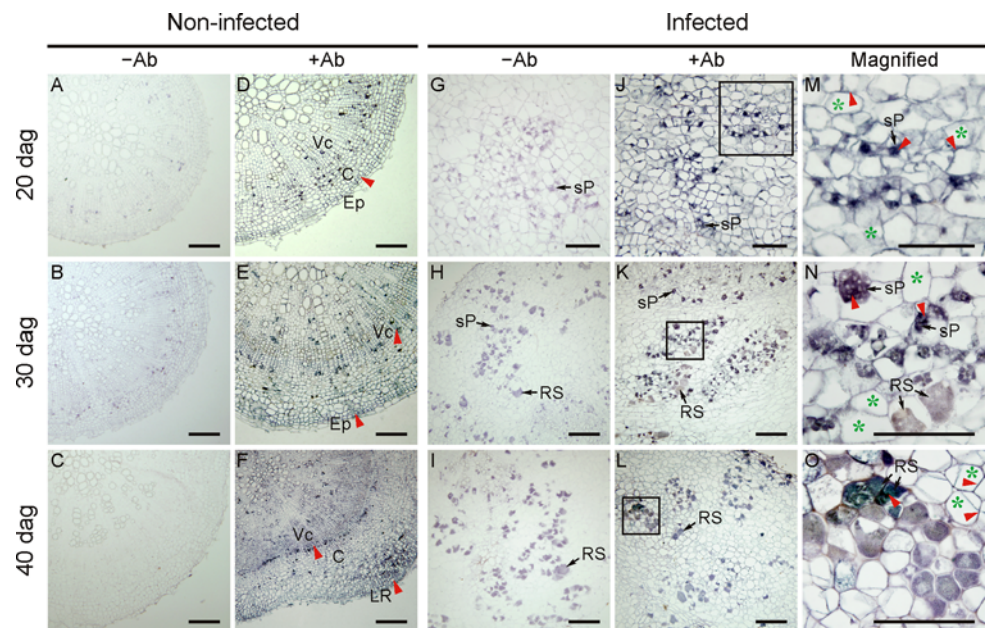 Non-infected Infected
−Ab +Ab −Ab +Ab Magnified
20 dag
A D G J M
Vc
C
Ep
sP
sP
sP
*
*
*
30 dag
B E H K N
Vc
Ep
sP
RS
sP
RS
sP
sP
RS
*
*
*
40 dag
C F I L O
Vc
C
LR
RS
RS
RS
*
*